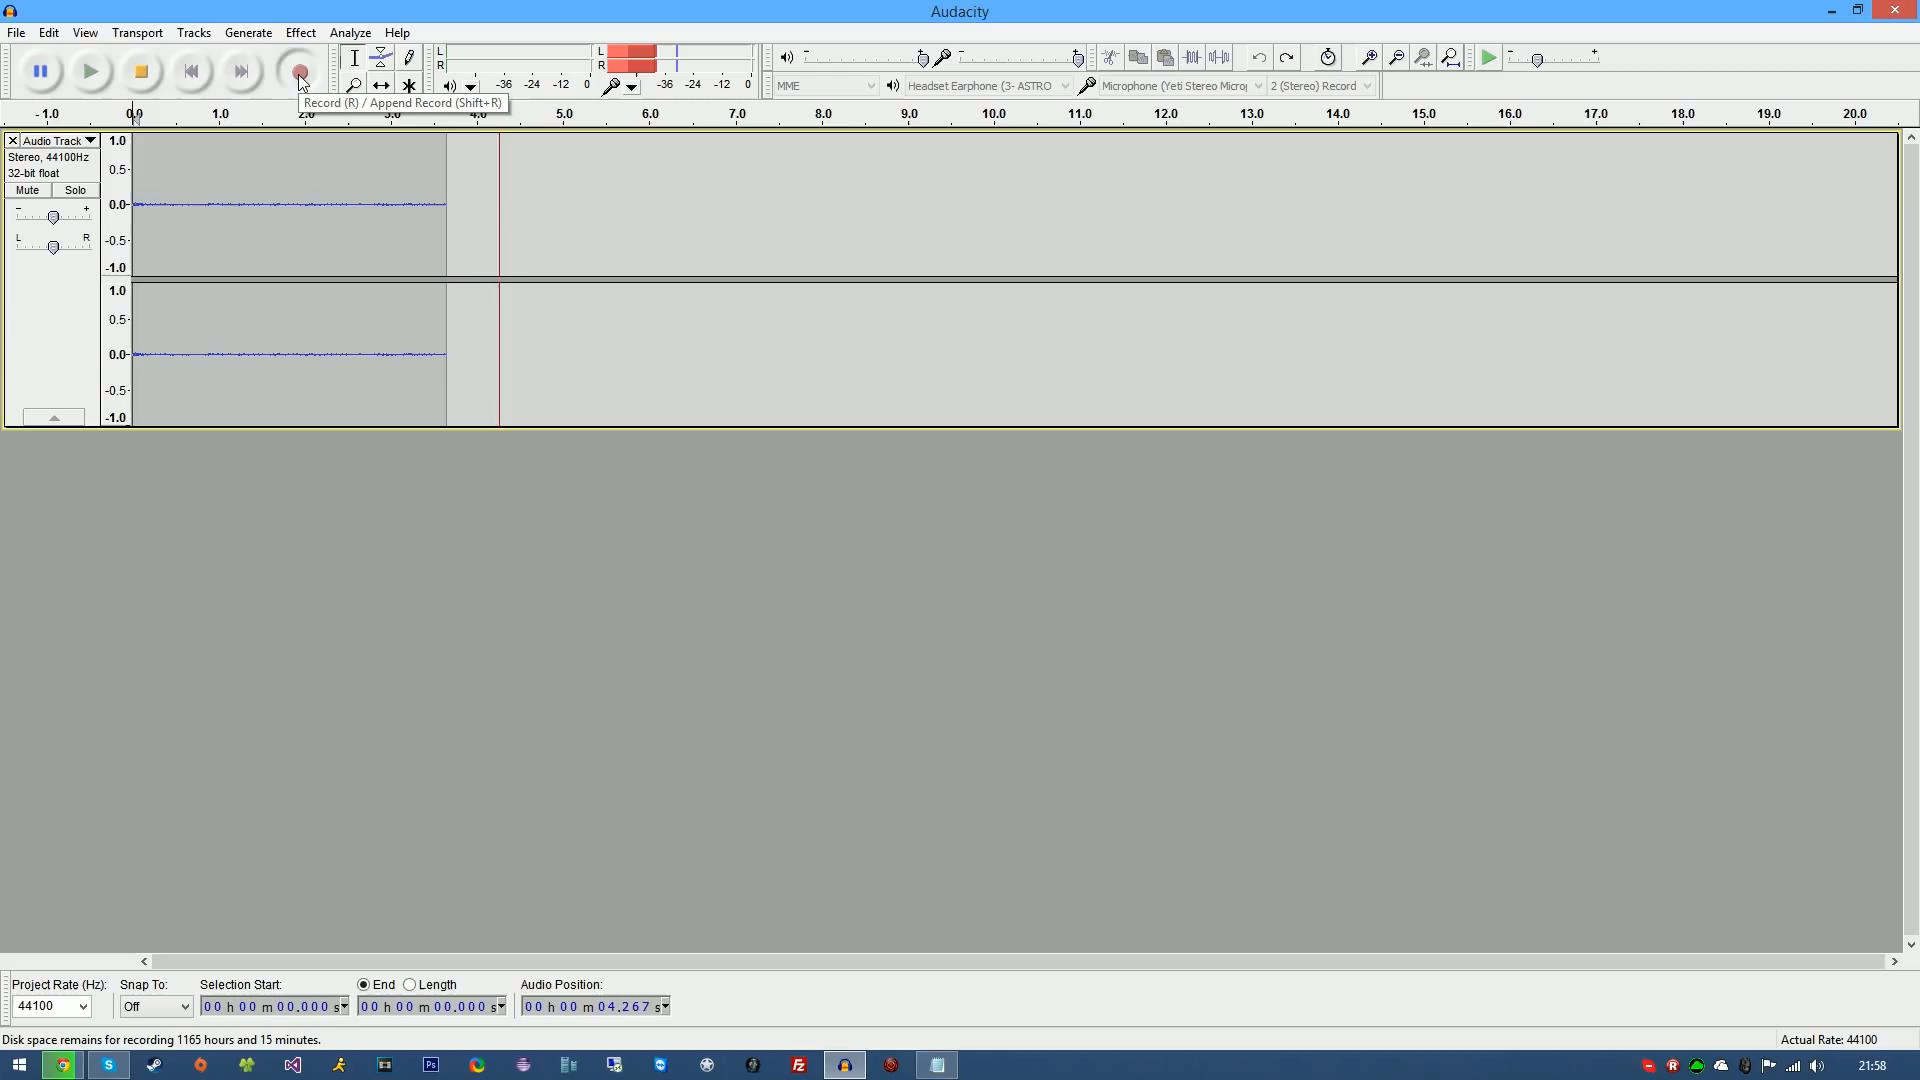 Audacity
File Edit View Transport Tracks Generate Effect Analyze Help
L L
R R
-36 -24 -12 0 -36 -24 -12 0
MME Headset Earphone (3- ASTRO Microphone (Yeti Stereo Microp 2 (Stereo) Record
Record (R) / Append Record (Shift+R)
-1.0 0.0 1.0 2.0 3.0 4.0 5.0 6.0 7.0 8.0 9.0 10.0 11.0 12.0 13.0 14.0 15.0 16.0 17.0 18.0 19.0 20.0
Audio Track 1.0
Stereo, 44100Hz
32-bit float 0.5
Mute Solo
- + 0.0
L R -0.5
-1.0
1.0
0.5
0.0
-0.5
-1.0
Project Rate (Hz): Snap To: Selection Start: End Length Audio Position:
44100 Off 00 h 00 m 00.000 s 00 h 00 m 00.000 s 00 h 00 m 04.267 s
Disk space remains for recording 1165 hours and 15 minutes. Actual Rate: 44100
S Ps Fz R 21:58